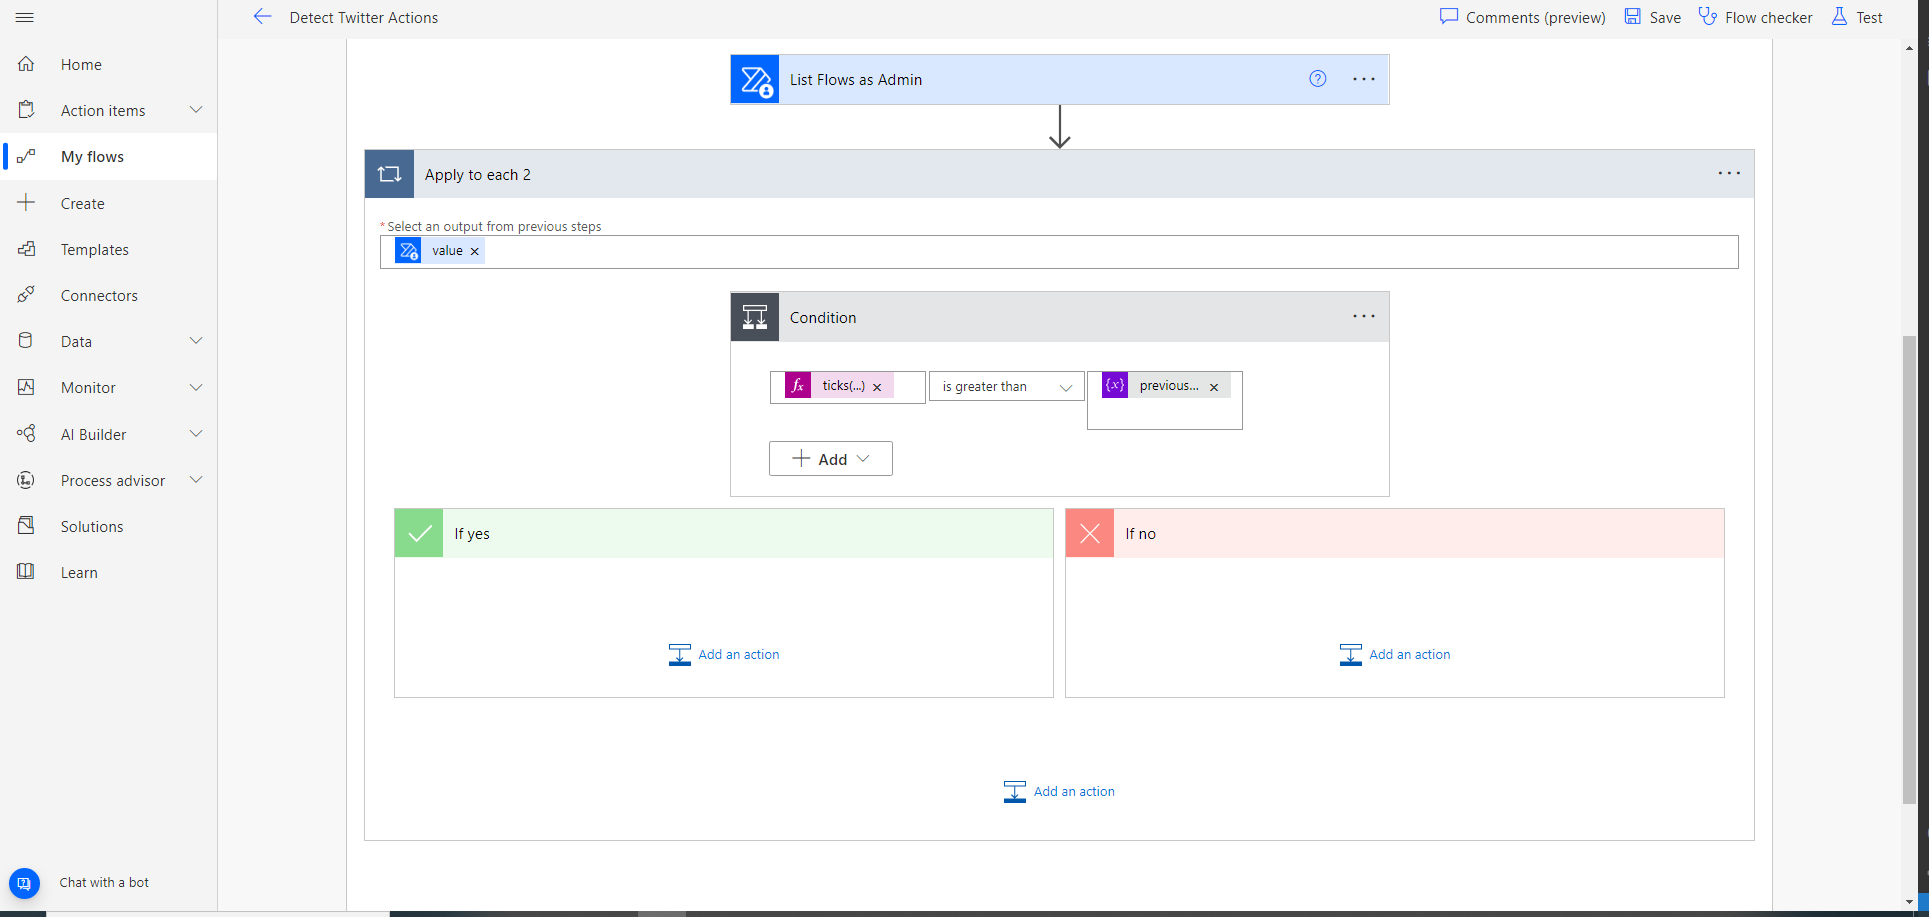 Detect Twitter Actions
Comments (preview)
Save
Flow checker
Test
Home
Action items
My flows
Create
Templates
Connectors
Data
Monitor
AI Builder
Process advisor
Solutions
Learn
Chat with a bot
List Flows as Admin
Apply to each 2
* Select an output from previous steps
value
Condition
fx ticks(...)
is greater than
{x} previous...
Add
If yes
Add an action
If no
Add an action
Add an action